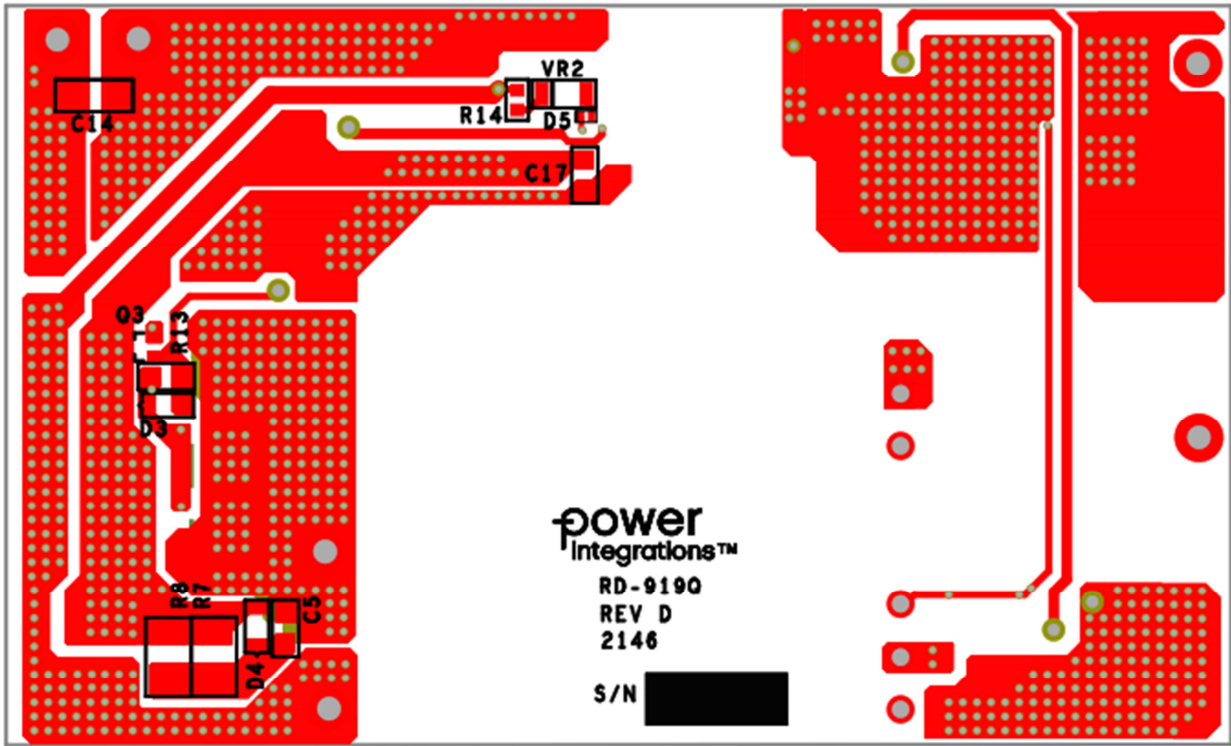 VR2
R14
D5
C14
C17
Q3
R13
D3
power
integrations™
RD-919Q
REV D
2146
R8
R7
C5
D4
S/N